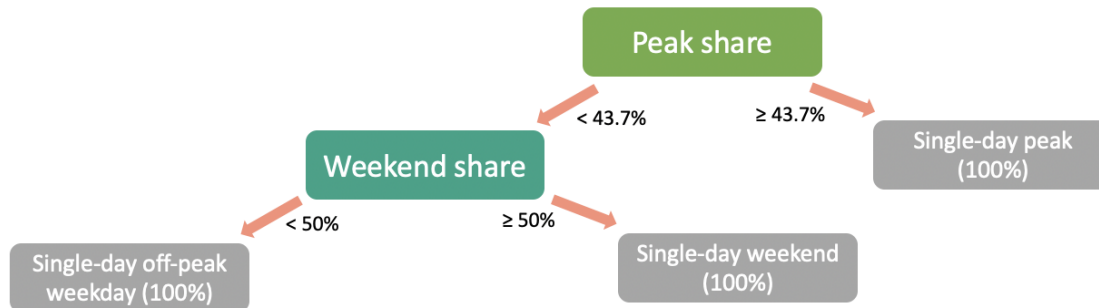 Peak share
< 43.7%
≥ 43.7%
Single-day peak
(100%)
Weekend share
< 50%
≥ 50%
Single-day off-peak
weekday (100%)
Single-day weekend
(100%)